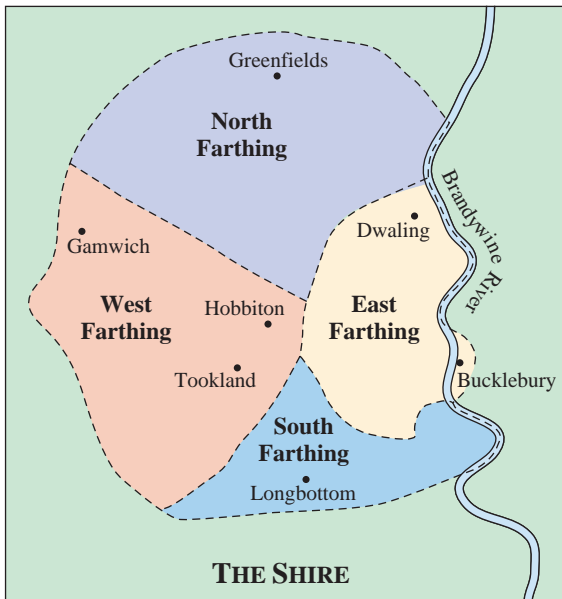 Greenfields
North
Farthing
Brandywine
River
Dwaling
Gamwich
West
Farthing
Hobbiton
East
Farthing
Tookland
Bucklebury
South
Farthing
Longbottom
THE SHIRE